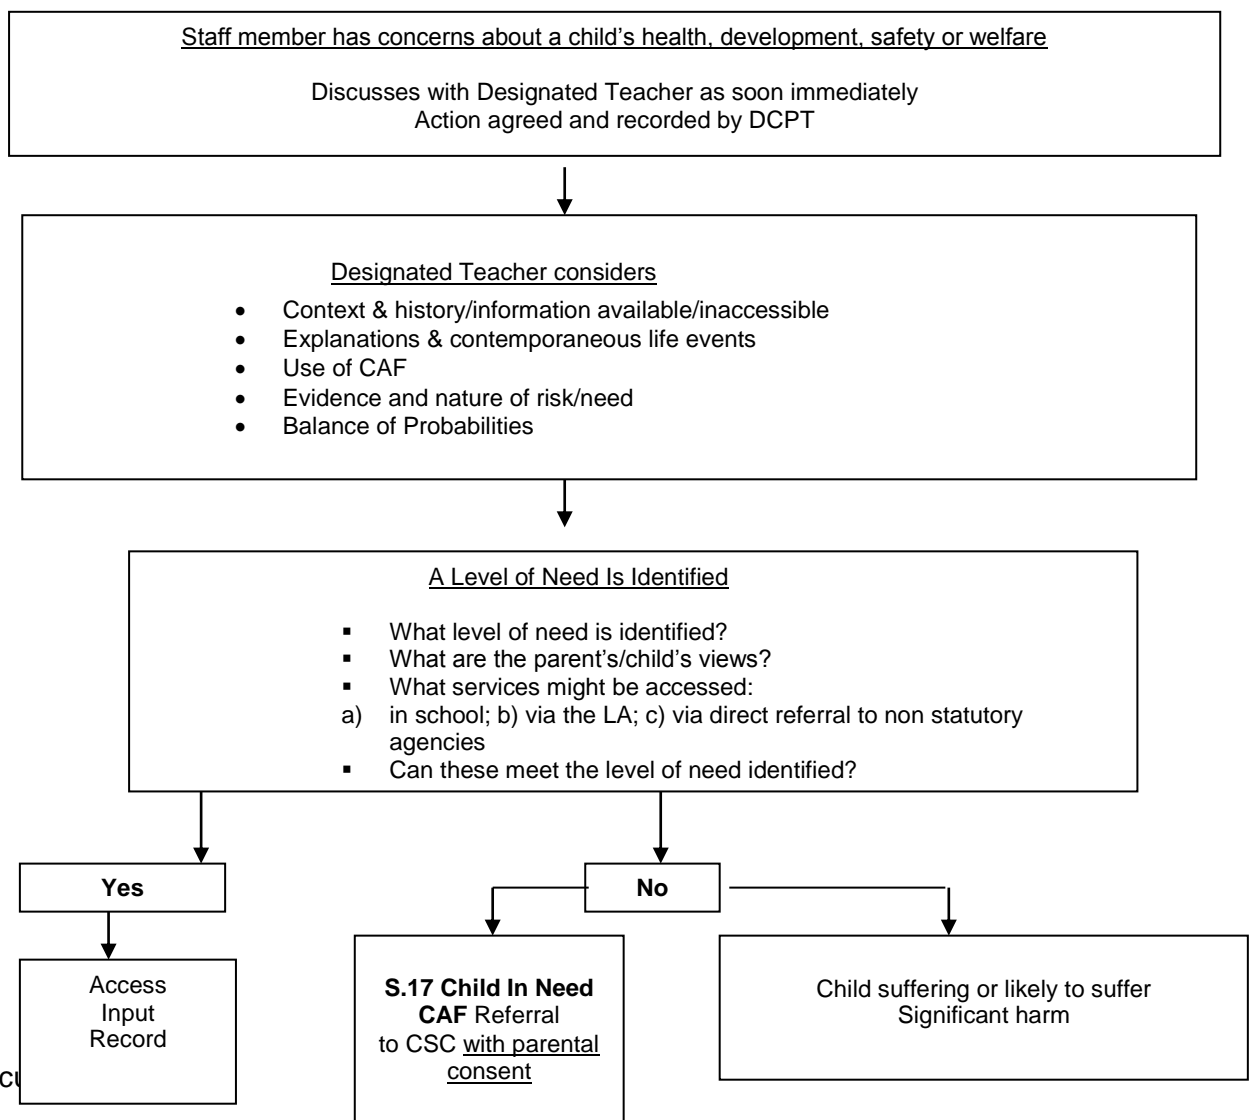 Staff member has concerns about a child’s health, development, safety or welfare
Discusses with Designated Teacher as soon immediately
Action agreed and recorded by DCPT
Designated Teacher considers
• Context & history/information available/inaccessible
• Explanations & contemporaneous life events
• Use of CAF
• Evidence and nature of risk/need
• Balance of Probabilities
A Level of Need Is Identified
▪ What level of need is identified?
▪ What are the parent’s/child’s views?
▪ What services might be accessed:
a) in school; b) via the LA; c) via direct referral to non statutory
agencies
▪ Can these meet the level of need identified?
Yes
No
Access
Input
Record
S.17 Child In Need
CAF Referral
to CSC with parental
consent
Child suffering or likely to suffer
Significant harm